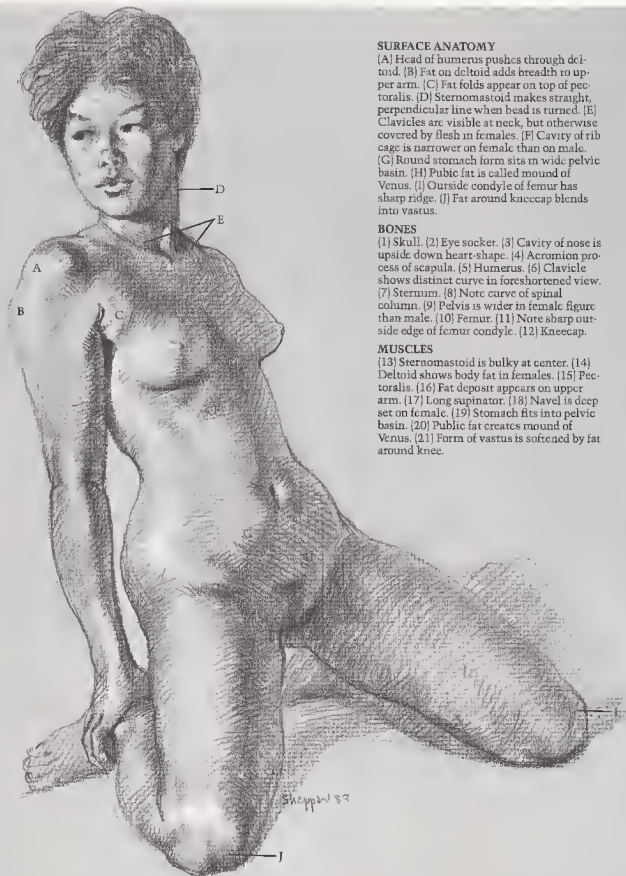 SURFACE ANATOMY
(A) Head of humerus pushes through del-
toid. (B) Fat on deltoid adds breadth to up-
per arm. (C) Fat folds appear on top of pec-
toralis. (D) Sternomastoid makes straight,
perpendicular line when head is turned. (E)
Clavicles are visible at neck, but otherwise
covered by flesh in females. (F) Cavity of rib
cage is narrower on female than on male.
(G) Round stomach form sits in wide pelvic
basin. (H) Pubic fat is called mound of
Venus. (I) Outside condyle of femur has
sharp ridge. (J) Fat around kneecap blends
into vastus.
BONES
(1) Skull. (2) Eye socket. (3) Cavity of nose is
upside down heart-shape. (4) Acromion pro-
cess of scapula. (5) Humerus. (6) Clavicle
shows distinct curve in foreshortened view.
(7) Sternum. (8) Note curve of spinal
column. (9) Pelvis is wider in female figure
than male. (10) Femur. (11) Note sharp out-
side edge of femur condyle. (12) Kneecap.
MUSCLES
(13) Sternomastoid is bulky at center. (14)
Deltoid shows body fat in females. (15) Pec-
toralis. (16) Fat deposit appears on upper
arm. (17) Long supinator. (18) Navel is deep
set on female. (19) Stomach fits into pelvic
basin. (20) Public fat creates mound of
Venus. (21) Form of vastus is softened by fat
around knee.
D
E
A
B
C
G
I
J